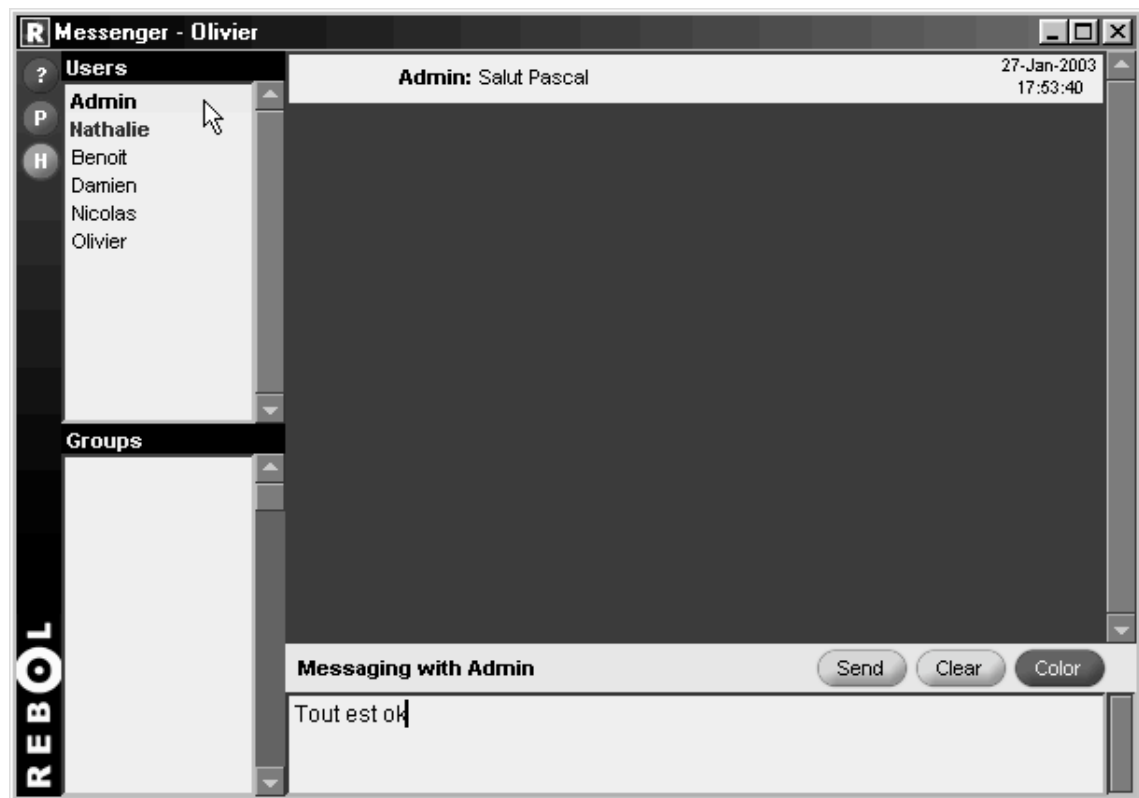 R Messenger - Olivier
?
P
H
Users
Admin
Nathalie
Benoit
Damien
Nicolas
Olivier
Groups
REBOL
Admin: Salut Pascal
27-Jan-2003
17:53:40
Messaging with Admin
Send
Clear
Color
Tout est ok